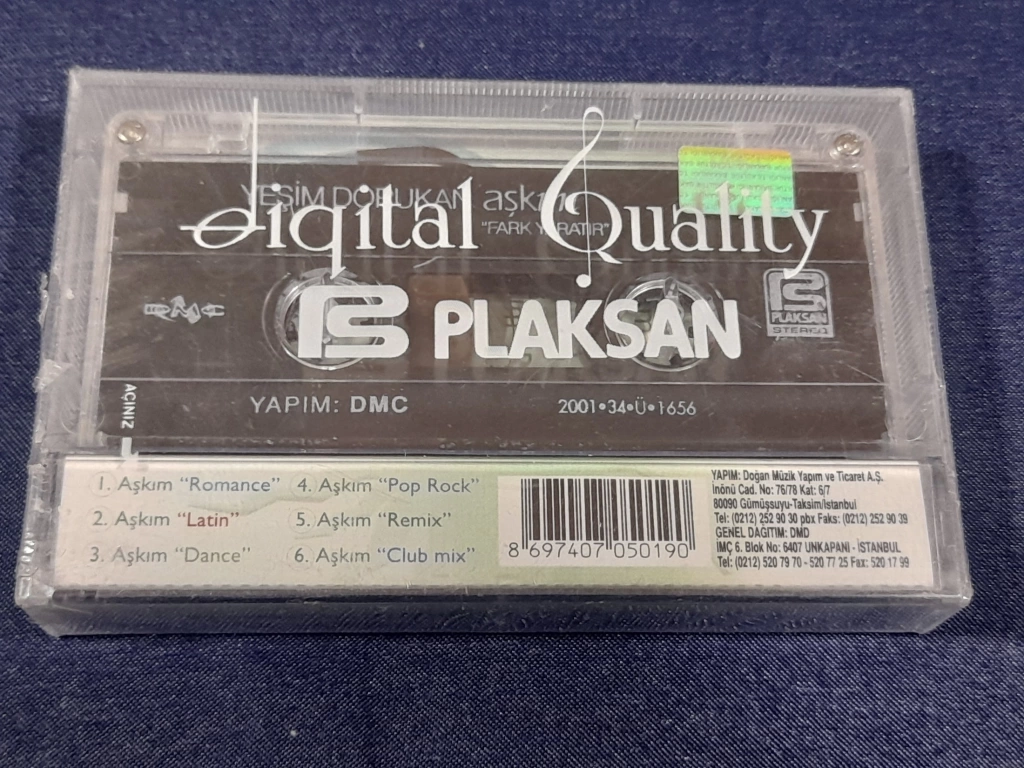 YEŞİM DORUKAN aşkım
"FARK YARATIR"
digital Quality
DMC
PS PLAKSAN
PLAKSAN
STEREO
AÇINIZ
YAPIM: DMC
2001•34•Ü•1656
1. Aşkım "Romance"
2. Aşkım "Latin"
3. Aşkım "Dance"
4. Aşkım "Pop Rock"
5. Aşkım "Remix"
6. Aşkım "Club mix"
8 697407 050190
YAPIM: Doğan Müzik Yapım ve Ticaret A.Ş.
İnönü Cad. No: 76/78 Kat: 6/7
80090 Gümüşsuyu-Taksim/İstanbul
Tel: (0212) 252 90 30 pbx Faks: (0212) 252 90 39
GENEL DAĞITIM: DMD
İMÇ 6. Blok No: 6407 UNKAPANI - İSTANBUL
Tel: (0212) 520 79 70 - 520 77 25 Fax: 520 17 99